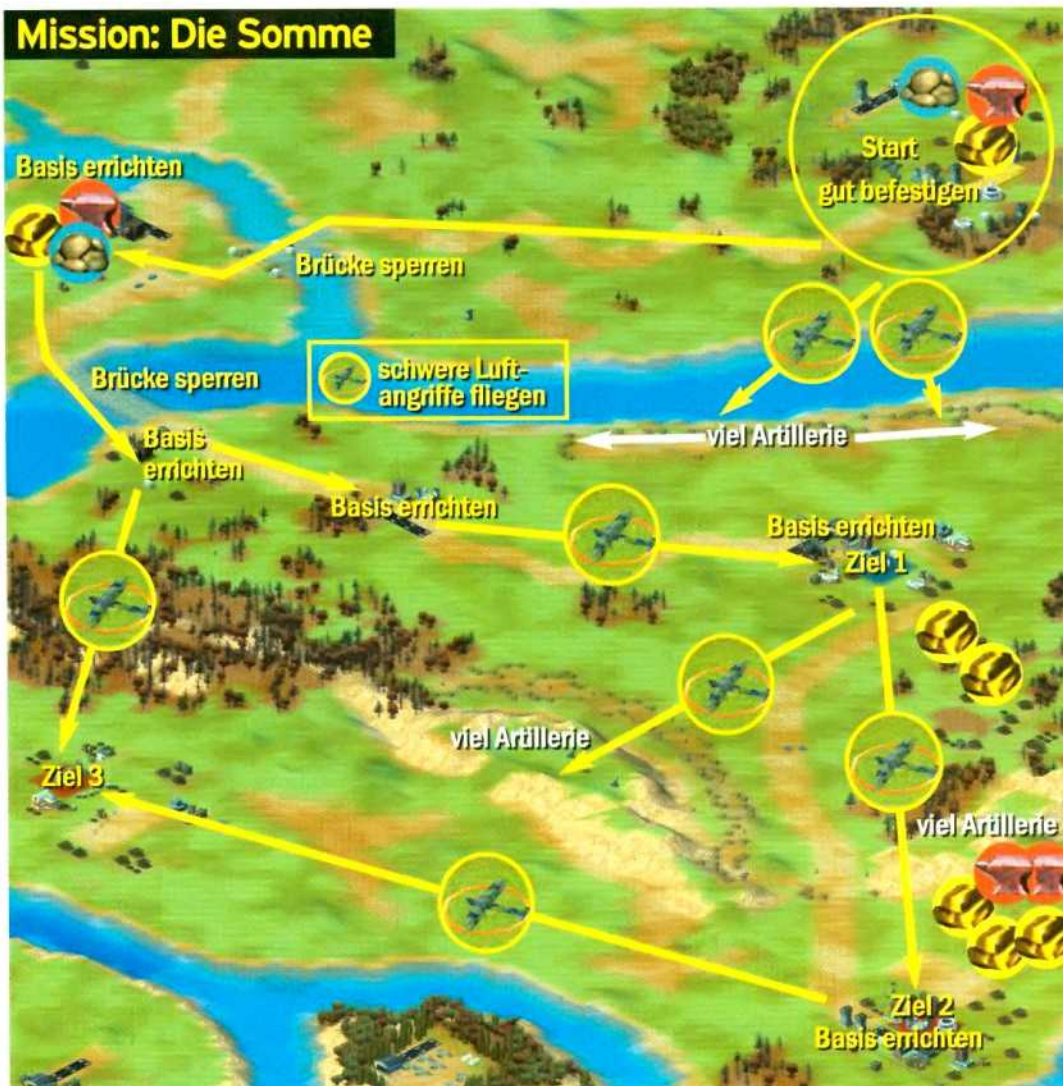 Mission: Die Somme
Start
gut befestigen
Basis errichten
Brücke sperren
Brücke sperren
schwere Luft-
angriffe fliegen
viel Artillerie
Basis
errichten
Basis errichten
Basis errichten
Ziel 1
viel Artillerie
Ziel 3
viel Artillerie
Ziel 2
Basis errichten